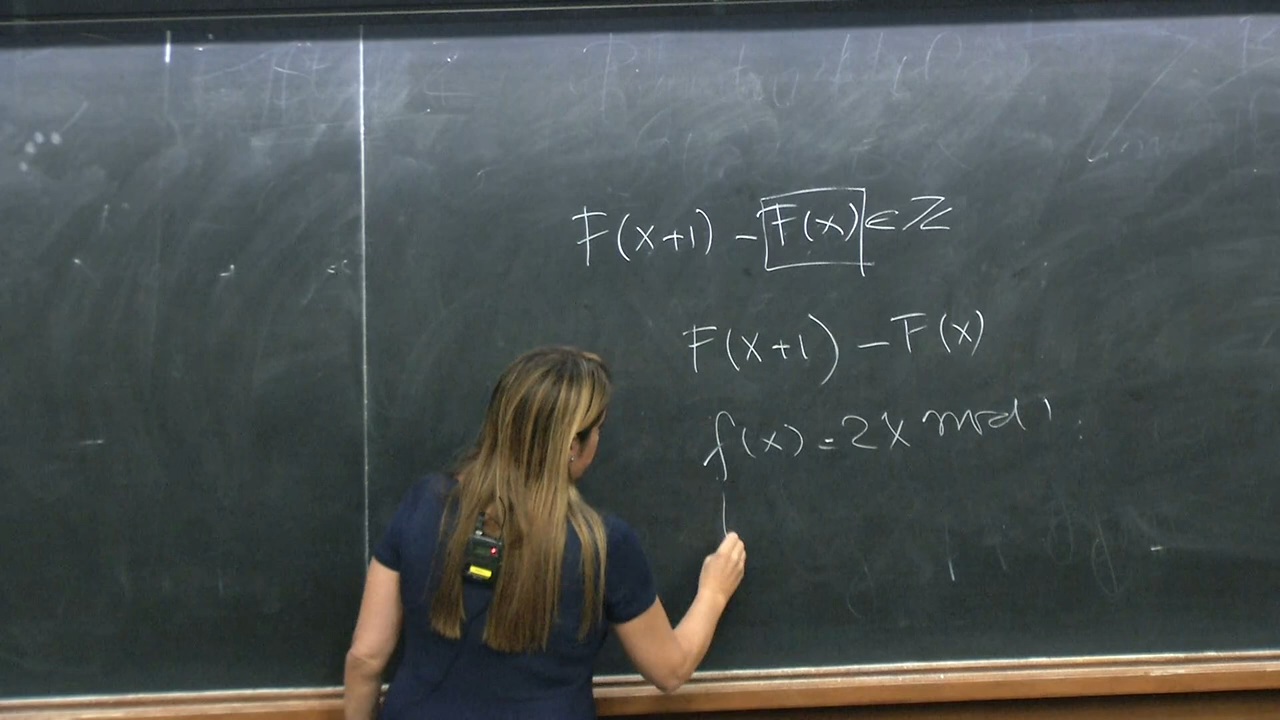 F(x+1) - F(x) ∈ ℤ
F(x+1) - F(x)
f(x) = 2x mod 1